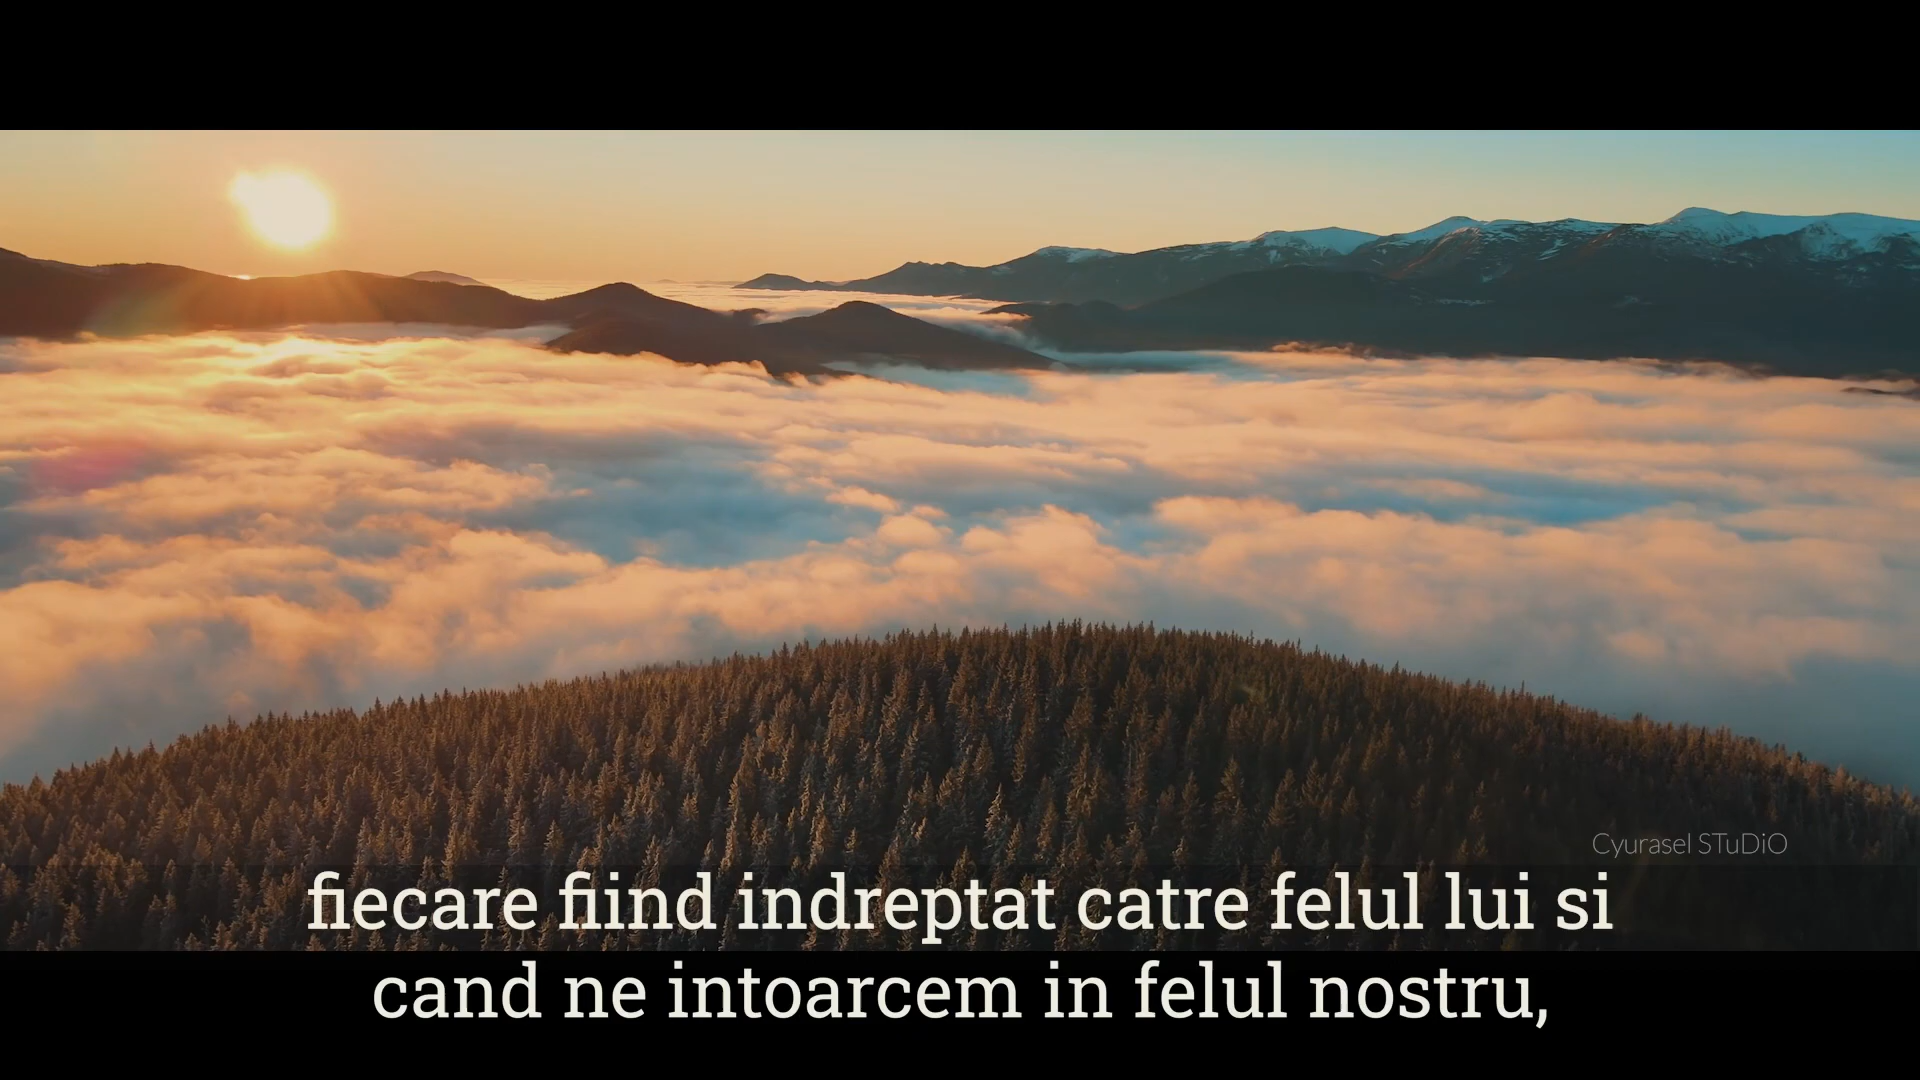 Cyurasel STuDiO
fiecare fiind indreptat catre felul lui si
cand ne intoarcem in felul nostru,